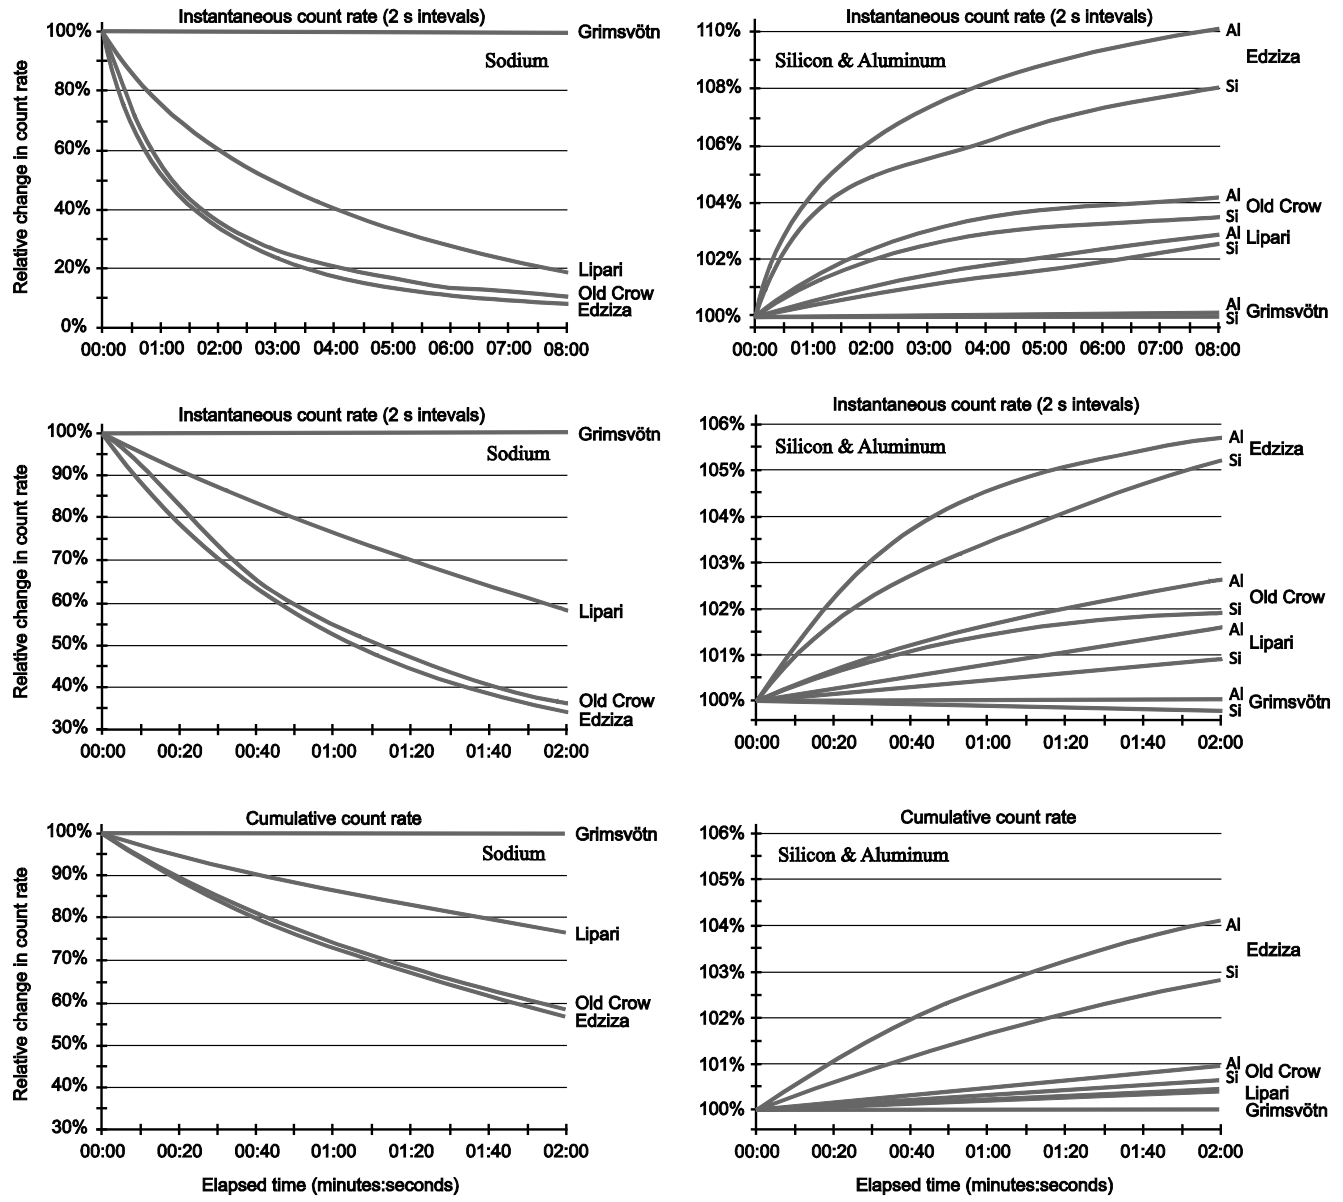 Instantaneous count rate (2 s intevals)
100%
80%
60%
40%
20%
0%
Relative change in count rate
Sodium
Grimsvötn
Lipari
Old Crow
Edziza
00:00 01:00 02:00 03:00 04:00 05:00 06:00 07:00 08:00
Instantaneous count rate (2 s intevals)
110%
108%
106%
104%
102%
100%
Silicon & Aluminum
Al
Edziza
Si
Al
Old Crow
Si
Al
Lipari
Si
Al
Grimsvötn
Si
00:00 01:00 02:00 03:00 04:00 05:00 06:00 07:00 08:00
Instantaneous count rate (2 s intevals)
100%
90%
80%
70%
60%
50%
40%
30%
Relative change in count rate
Sodium
Grimsvötn
Lipari
Old Crow
Edziza
00:00 00:20 00:40 01:00 01:20 01:40 02:00
Instantaneous count rate (2 s intevals)
106%
105%
104%
103%
102%
101%
100%
Silicon & Aluminum
Al
Edziza
Si
Al
Old Crow
Si
Al
Lipari
Si
Al
Grimsvötn
Si
00:00 00:20 00:40 01:00 01:20 01:40 02:00
Cumulative count rate
100%
90%
80%
70%
60%
50%
40%
30%
Relative change in count rate
Sodium
Grimsvötn
Lipari
Old Crow
Edziza
00:00 00:20 00:40 01:00 01:20 01:40 02:00
Elapsed time (minutes:seconds)
Cumulative count rate
106%
105%
104%
103%
102%
101%
100%
Silicon & Aluminum
Al
Edziza
Si
Al
Old Crow
Si
Lipari
Grimsvötn
00:00 00:20 00:40 01:00 01:20 01:40 02:00
Elapsed time (minutes:seconds)